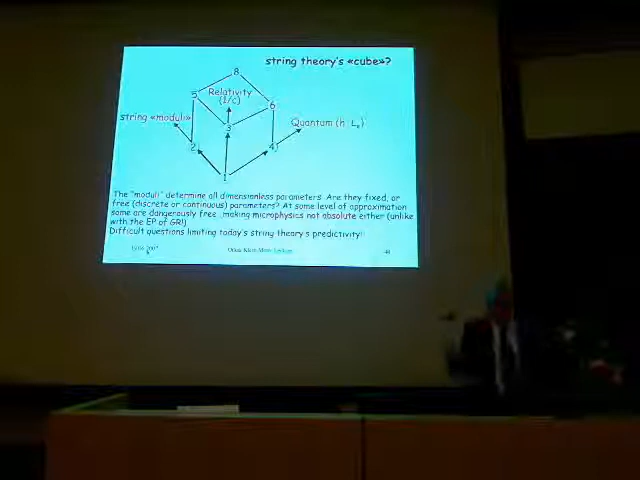 string theory's «cube»?
8
5
Relativity
(1/c)
6
string «moduli»
3
Quantum (h
2
4
1
The "moduli" determine all dimensionless parameters. Are they fixed, or
free (discrete or continuous) parameters? At some level of approximation
some are dangerously free making microphysics not absolute either (unlike
with the EP of GR!)
Difficult questions limiting today's string theory's predictivity!
Oskar Klein